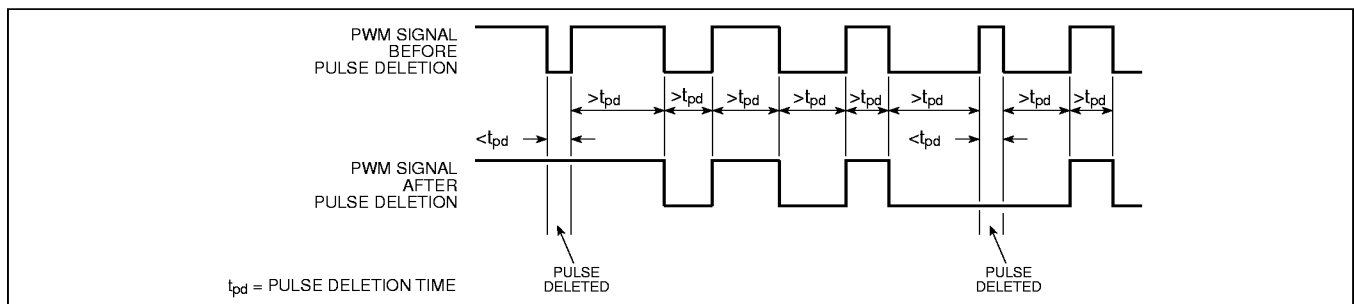 PWM SIGNAL
BEFORE
PULSE DELETION
>tpd >tpd >tpd >tpd >tpd >tpd >tpd >tpd
<tpd <tpd
PWM SIGNAL
AFTER
PULSE DELETION
PULSE
DELETED
PULSE
DELETED
tpd = PULSE DELETION TIME